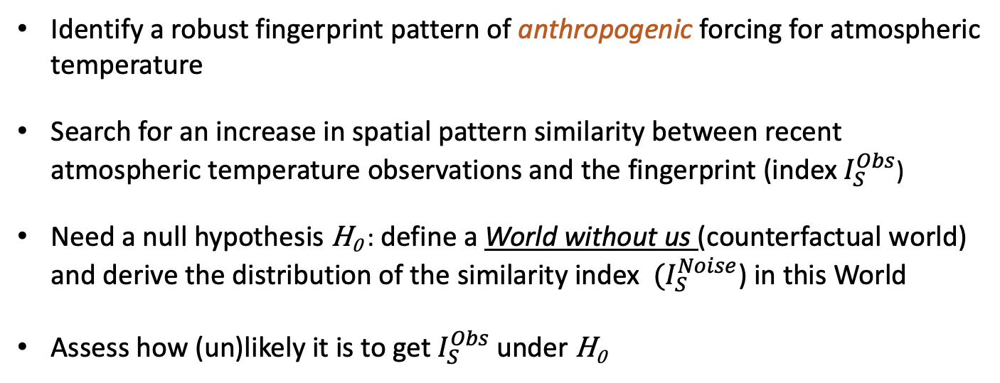 • Identify a robust fingerprint pattern of anthropogenic forcing for atmospheric
temperature
• Search for an increase in spatial pattern similarity between recent
atmospheric temperature observations and the fingerprint (index I_S^Obs)
• Need a null hypothesis H_0: define a World without us (counterfactual world)
and derive the distribution of the similarity index (I_S^Noise) in this World
• Assess how (un)likely it is to get I_S^Obs under H_0